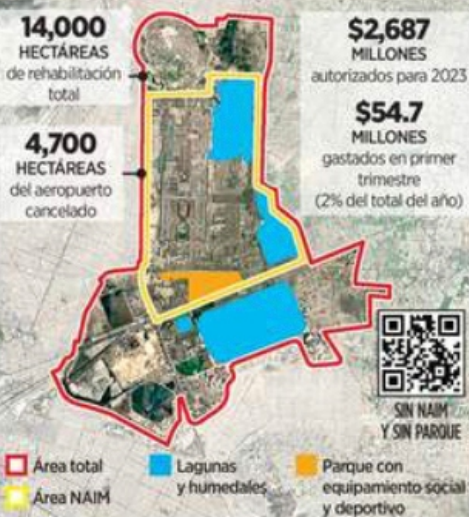 14,000
HECTÁREAS
de rehabilitación
total
4,700
HECTÁREAS
del aeropuerto
cancelado
$2,687
MILLONES
autorizados para 2023
$54.7
MILLONES
gastados en primer
trimestre
(2% del total del año)
SIN NAIM
Y SIN PARQUE
Área total
Área NAIM
Lagunas
y humedales
Parque con
equipamiento social
y deportivo